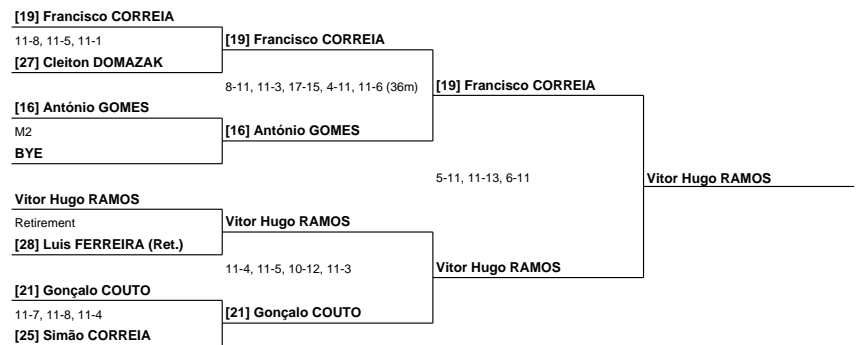 [19] Francisco CORREIA
11-8, 11-5, 11-1
[27] Cleiton DOMAZAK
[16] António GOMES
M2
BYE
Vitor Hugo RAMOS
Retirement
[28] Luis FERREIRA (Ret.)
[21] Gonçalo COUTO
11-7, 11-8, 11-4
[25] Simão CORREIA
[19] Francisco CORREIA
8-11, 11-3, 17-15, 4-11, 11-6 (36m)
[16] António GOMES
Vitor Hugo RAMOS
11-4, 11-5, 10-12, 11-3
[21] Gonçalo COUTO
[19] Francisco CORREIA
5-11, 11-13, 6-11
Vitor Hugo RAMOS
Vitor Hugo RAMOS